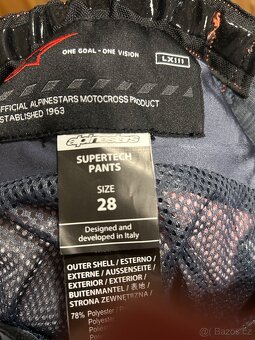 ONE GOAL - ONE VISION
LXIII
OFFICIAL ALPINESTARS MOTOCROSS PRODUCT
ESTABLISHED 1963
alpinestars
SUPERTECH
PANTS
SIZE
28
Designed and
developed in Italy
OUTER SHELL / ESTERNO /
EXTERNE / AUSSENSEITE /
EXTERIOR / EXTERIOR /
BUITENMANTEL / 表地 /
STRONA ZEWNĘTRZNA /
78% Polyester /
Polyester